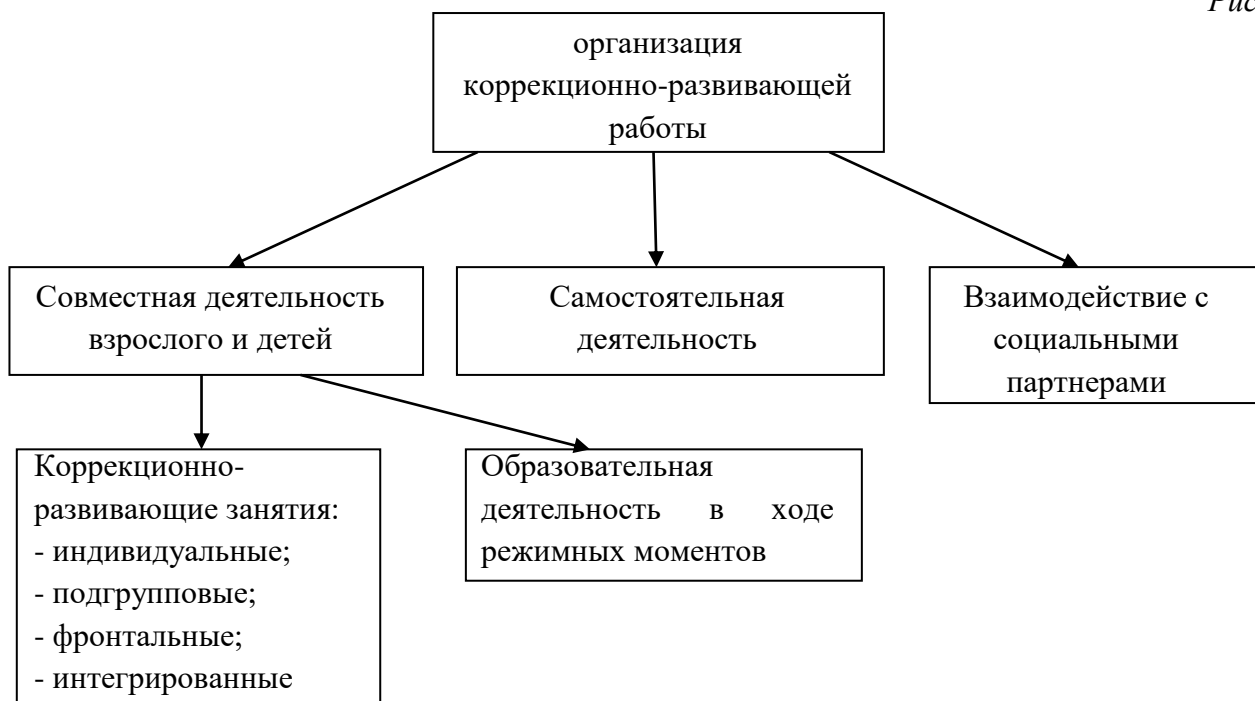 Рис
организация
коррекционно-развивающей
работы
Совместная деятельность
взрослого и детей
Самостоятельная
деятельность
Взаимодействие с
социальными
партнерами
Коррекционно-
развивающие занятия:
- индивидуальные;
- подгрупповые;
- фронтальные;
- интегрированные
Образовательная
деятельность в ходе
режимных моментов